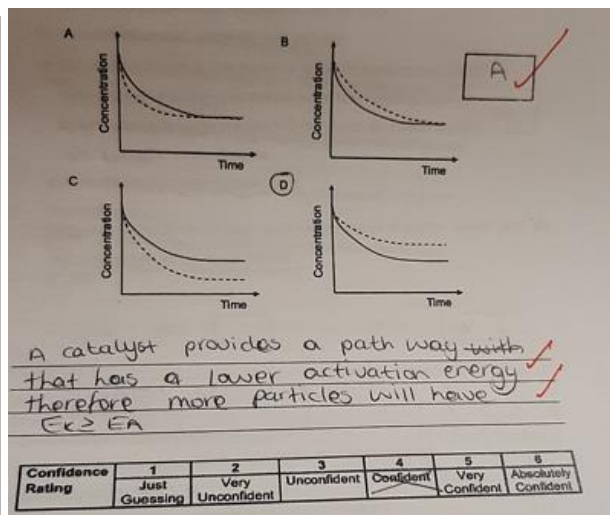 A
Concentration
Time
B
Concentration
Time
A
C
Concentration
Time
D
Concentration
Time
A catalyst provides a path way with
that has a lower activation energy
therefore more particles will have
Ek ≥ EA
Confidence Rating
1 Just Guessing
2 Very Unconfident
3 Unconfident
4 Confident
5 Very Confident
6 Absolutely Confident